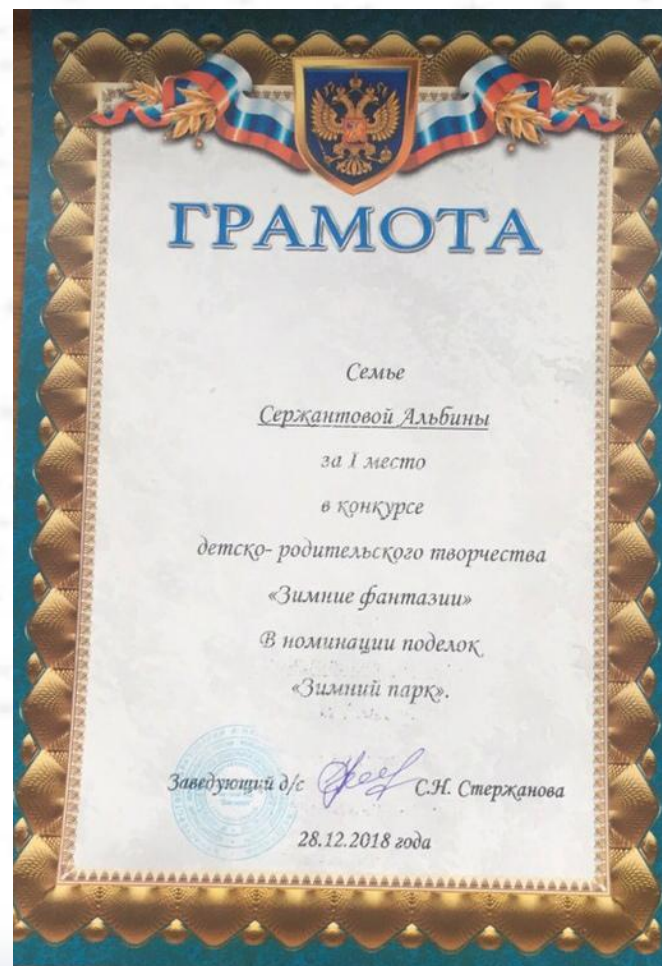 ГРАМОТА
Семье
Сержантовой Альбины
за I место
в конкурсе
детско- родительского творчества
«Зимние фантазии»
В номинации поделок
«Зимний парк».
Заведующий д/с С.Н. Стержанова
28.12.2018 года